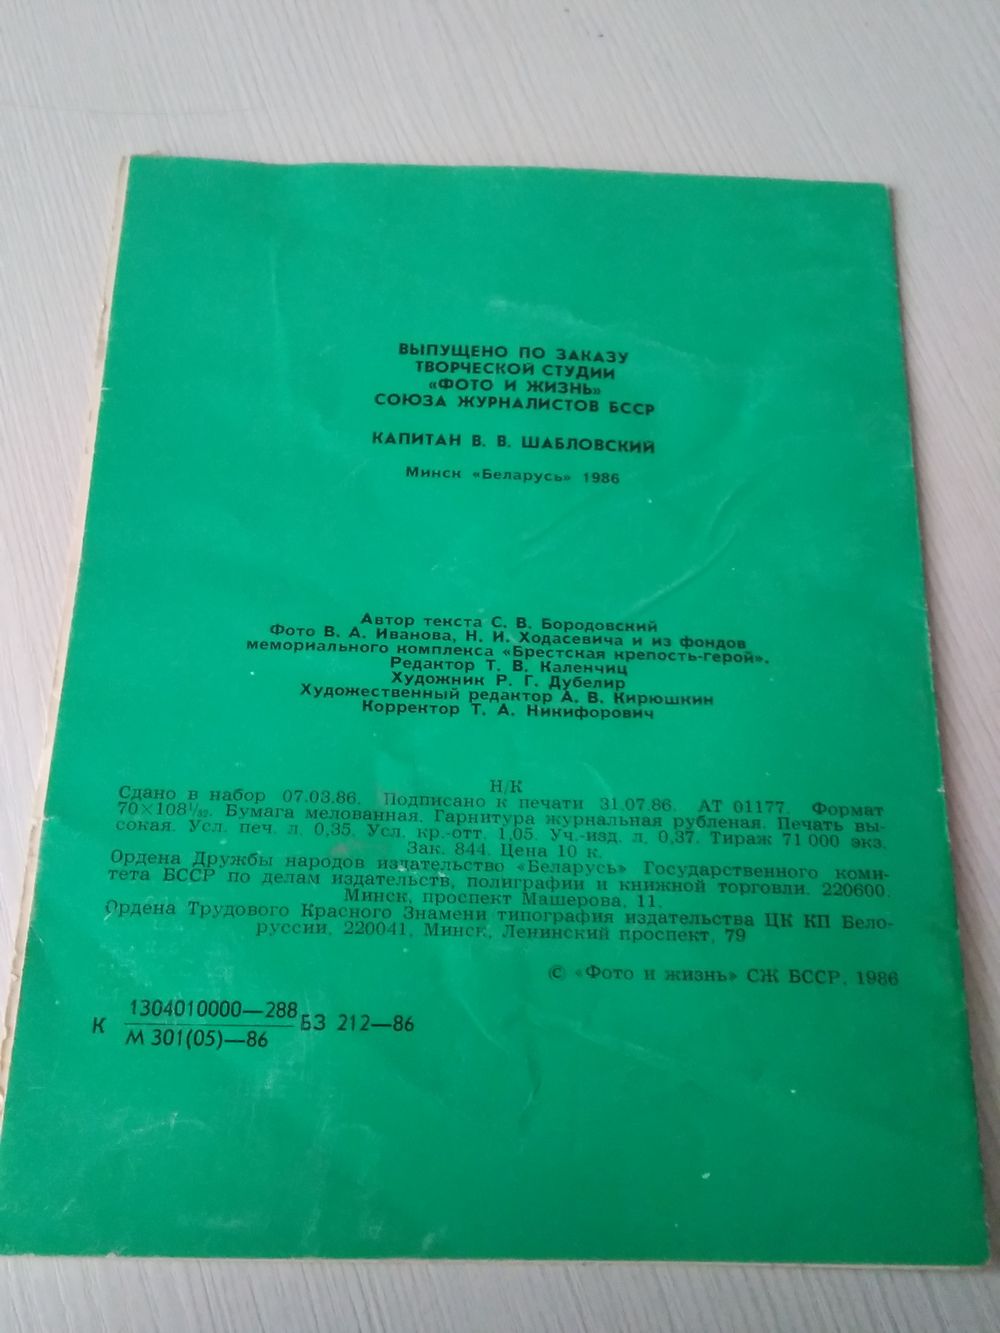 ВЫПУЩЕНО ПО ЗАКАЗУ
ТВОРЧЕСКОЙ СТУДИИ
«ФОТО И ЖИЗНЬ»
СОЮЗА ЖУРНАЛИСТОВ БССР
КАПИТАН В. В. ШАБЛОВСКИЙ
Минск «Беларусь» 1986
Автор текста С. В. Бородовский
Фото В. А. Иванова, Н. И. Ходасевича и из фондов
мемориального комплекса «Брестская крепость-герой».
Редактор Т. В. Каленчиц
Художник Р. Г. Дубелир
Художественный редактор А. В. Кирюшкин
Корректор Т. А. Никифорович
Н/К
Сдано в набор 07.03.86. Подписано к печати 31.07.86. АТ 01177. Формат
70×108¹/₃₂. Бумага мелованная. Гарнитура журнальная рубленая. Печать вы-
сокая. Усл. печ. л. 0,35. Усл. кр.-отт. 1,05. Уч.-изд. л. 0,37. Тираж 71 000 экз.
Зак. 844. Цена 10 к.
Ордена Дружбы народов издательство «Беларусь» Государственного коми-
тета БССР по делам издательств, полиграфии и книжной торговли. 220600.
Минск, проспект Машерова, 11.
Ордена Трудового Красного Знамени типография издательства ЦК КП Бело-
руссии, 220041, Минск, Ленинский проспект, 79
© «Фото и жизнь» СЖ БССР, 1986
1304010000—288
К БЗ 212—86
М 301(05)—86